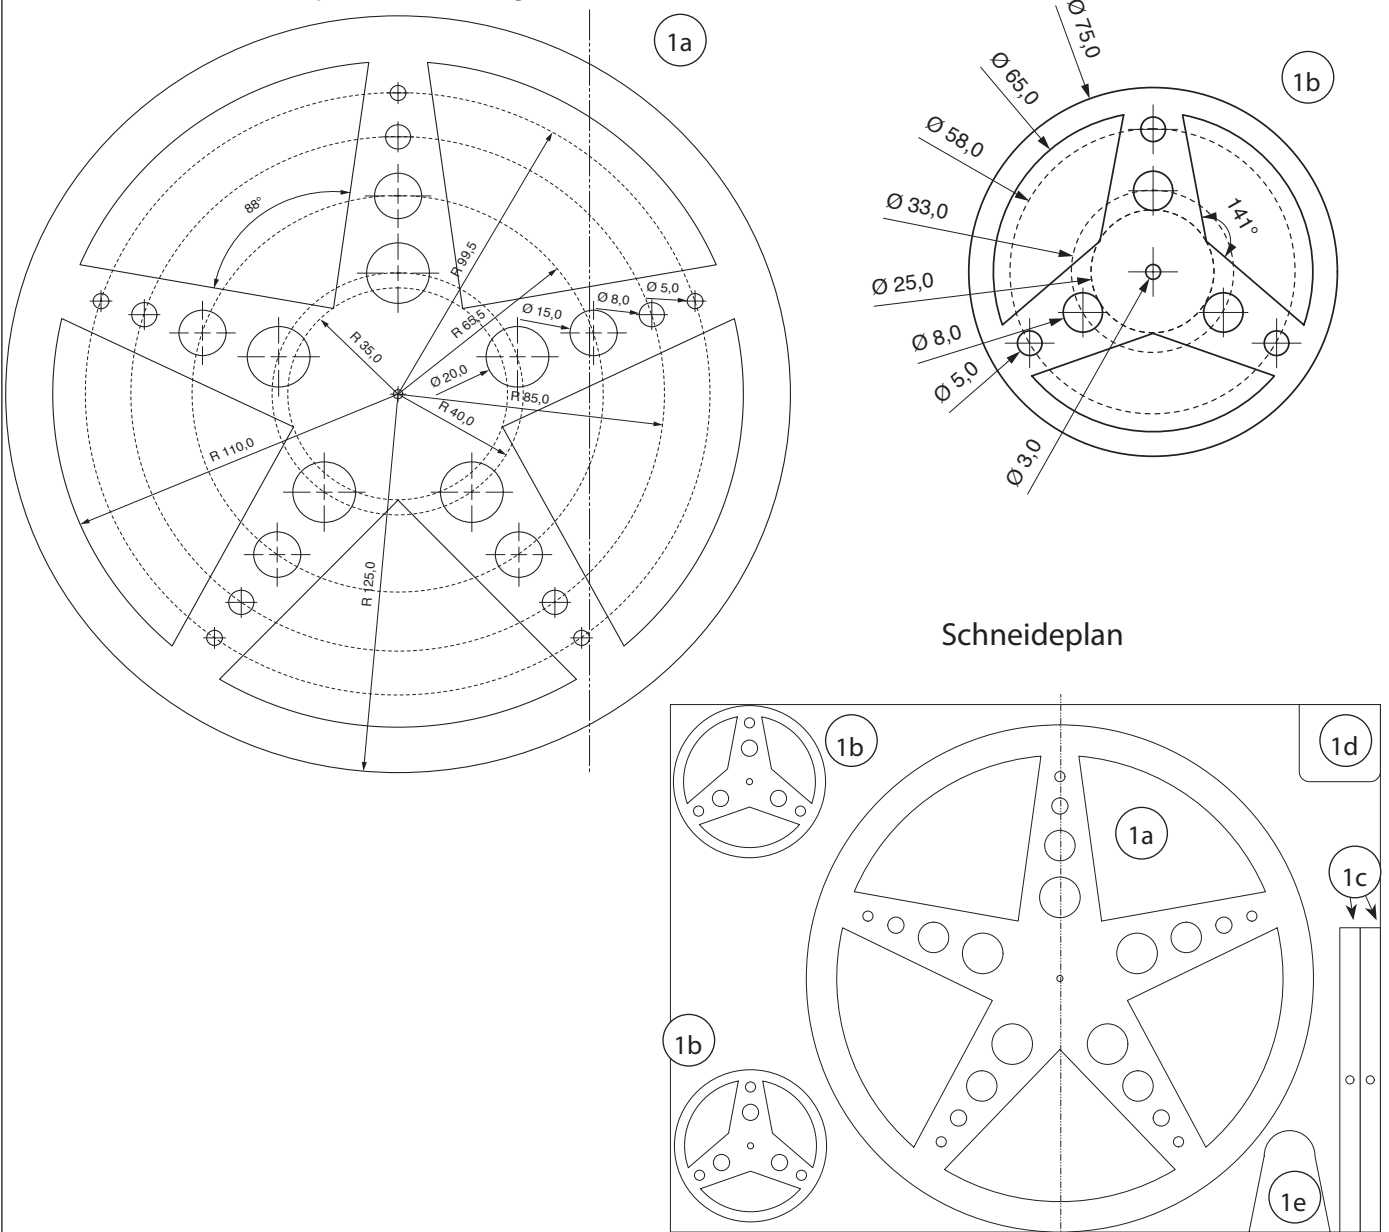 1a
88°
R 99,5
R 65,5
Ø 15,0
Ø 8,0
Ø 5,0
R 35,0
Ø 20,0
R 85,0
R 40,0
R 110,0
R 125,0
1b
Ø 75,0
Ø 65,0
Ø 58,0
Ø 33,0
Ø 25,0
Ø 8,0
Ø 5,0
Ø 3,0
141°
Schneideplan
1b
1d
1a
1c
1b
1e